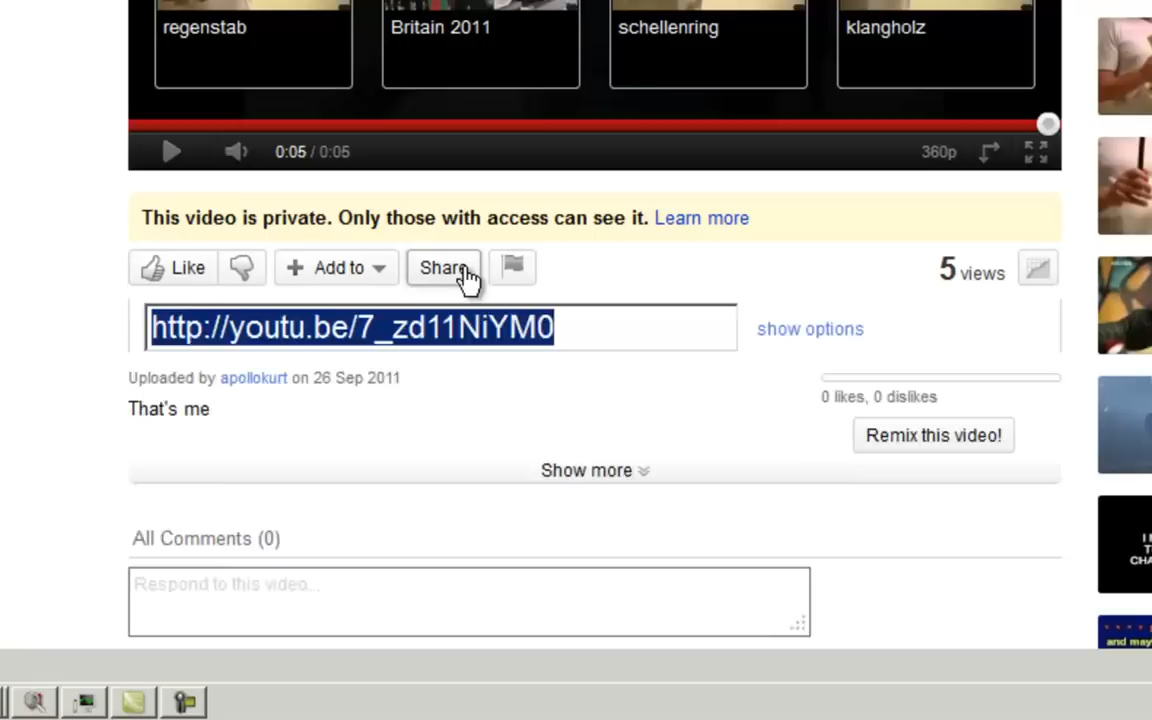 regenstab
Britain 2011
schellenring
klangholz
0:05 / 0:05
360p
This video is private. Only those with access can see it. Learn more
Like
Add to
Share
5 views
http://youtu.be/7_zd11NiYM0
show options
Uploaded by apollokurt on 26 Sep 2011
0 likes, 0 dislikes
That's me
Remix this video!
Show more
All Comments (0)
Respond to this video...
and may